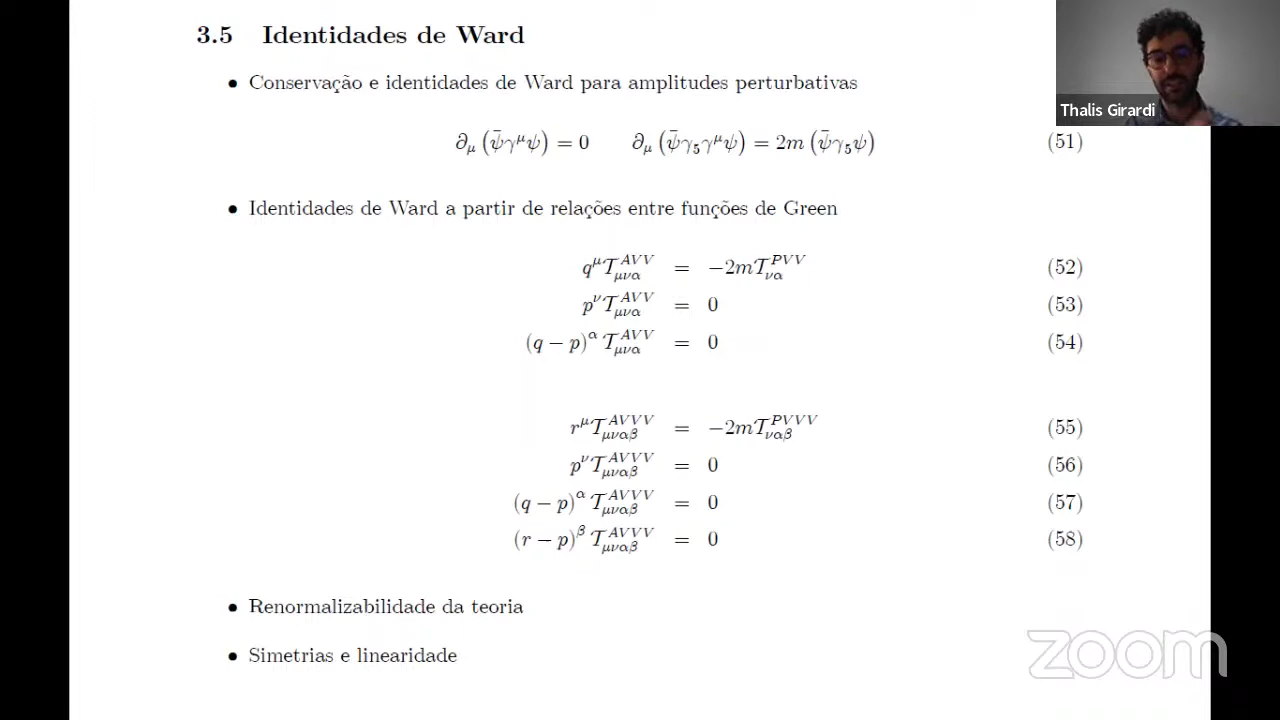 3.5 Identidades de Ward
Thalis Girardi
• Conservação e identidades de Ward para amplitudes perturbativas
∂_μ (ψ̄γ^μψ) = 0 ∂_μ (ψ̄γ_5γ^μψ) = 2m (ψ̄γ_5ψ) (51)
• Identidades de Ward a partir de relações entre funções de Green
q^μ T^{AVV}_{μνα} = −2mT^{PVV}_{να} (52)
p^ν T^{AVV}_{μνα} = 0 (53)
(q − p)^α T^{AVV}_{μνα} = 0 (54)
r^μ T^{AVVV}_{μναβ} = −2mT^{PVVV}_{ναβ} (55)
p^ν T^{AVVV}_{μναβ} = 0 (56)
(q − p)^α T^{AVVV}_{μναβ} = 0 (57)
(r − p)^β T^{AVVV}_{μναβ} = 0 (58)
• Renormalizabilidade da teoria
• Simetrias e linearidade
zoom